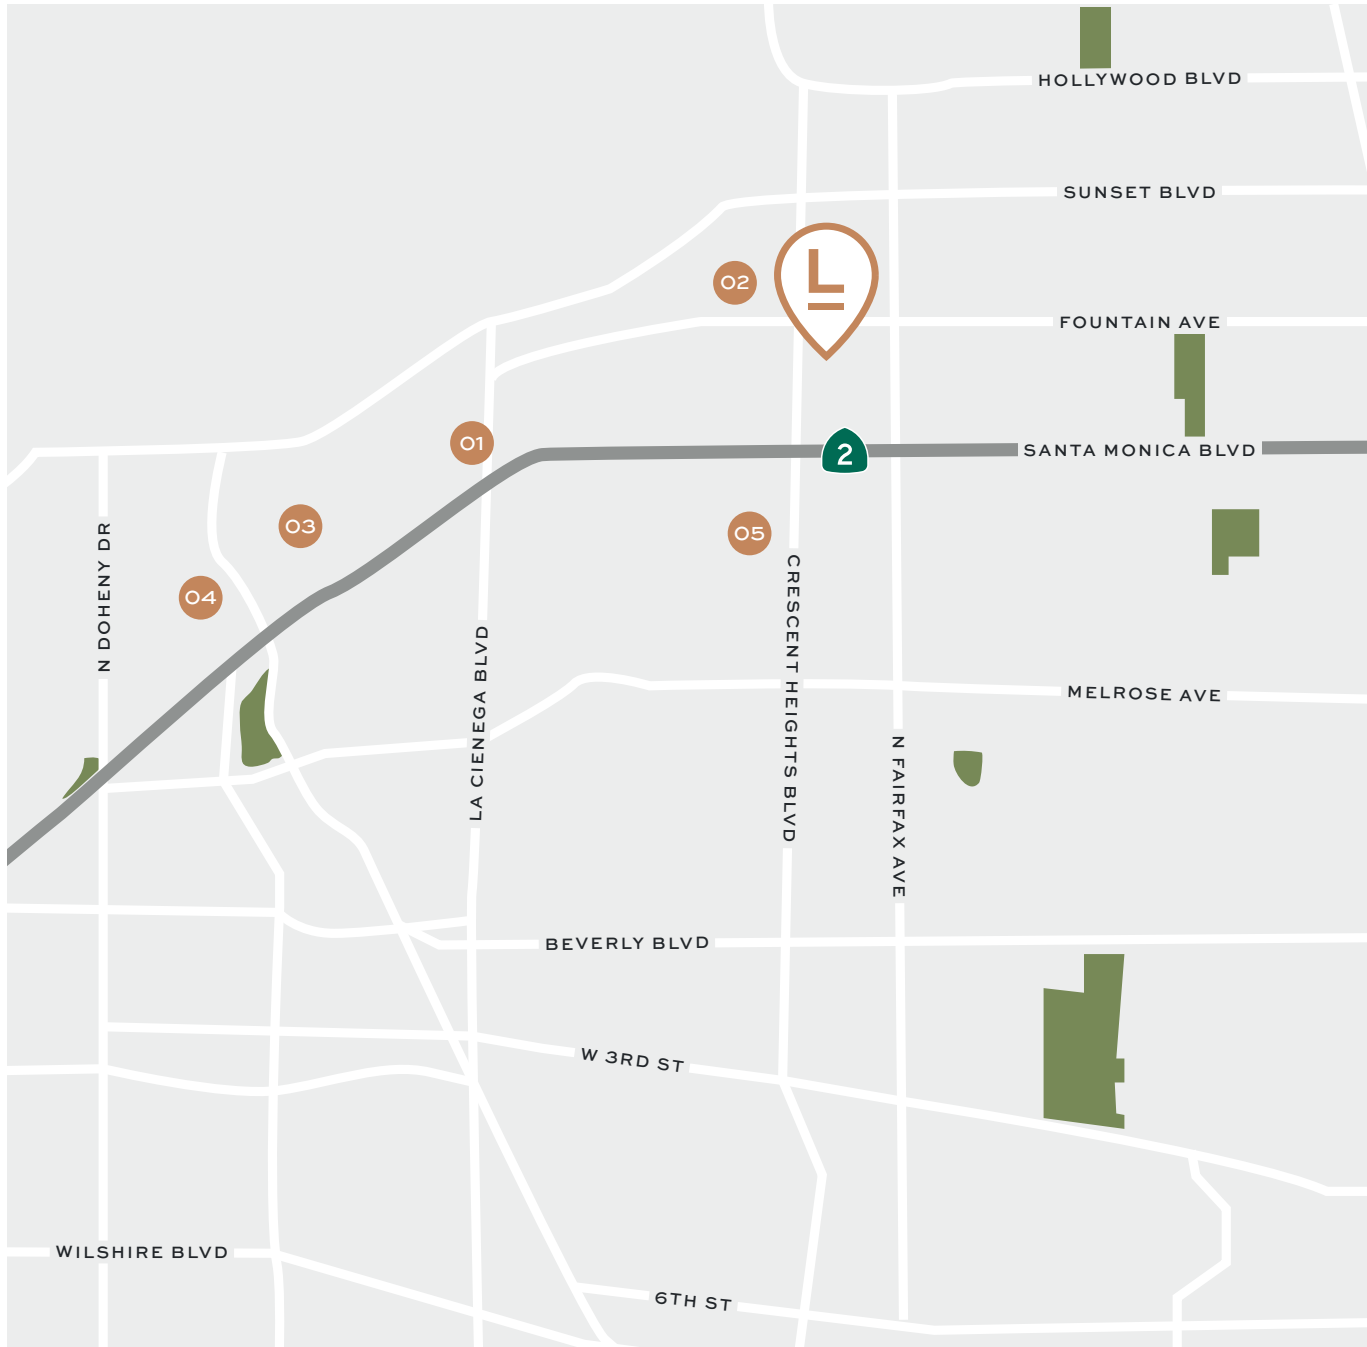 HOLLYWOOD BLVD
SUNSET BLVD
L
02
FOUNTAIN AVE
01
2
SANTA MONICA BLVD
03
05
N DOHENY DR
04
CRESCENT HEIGHTS BLVD
LA CIENEGA BLVD
MELROSE AVE
N FAIRFAX AVE
BEVERLY BLVD
W 3RD ST
WILSHIRE BLVD
6TH ST